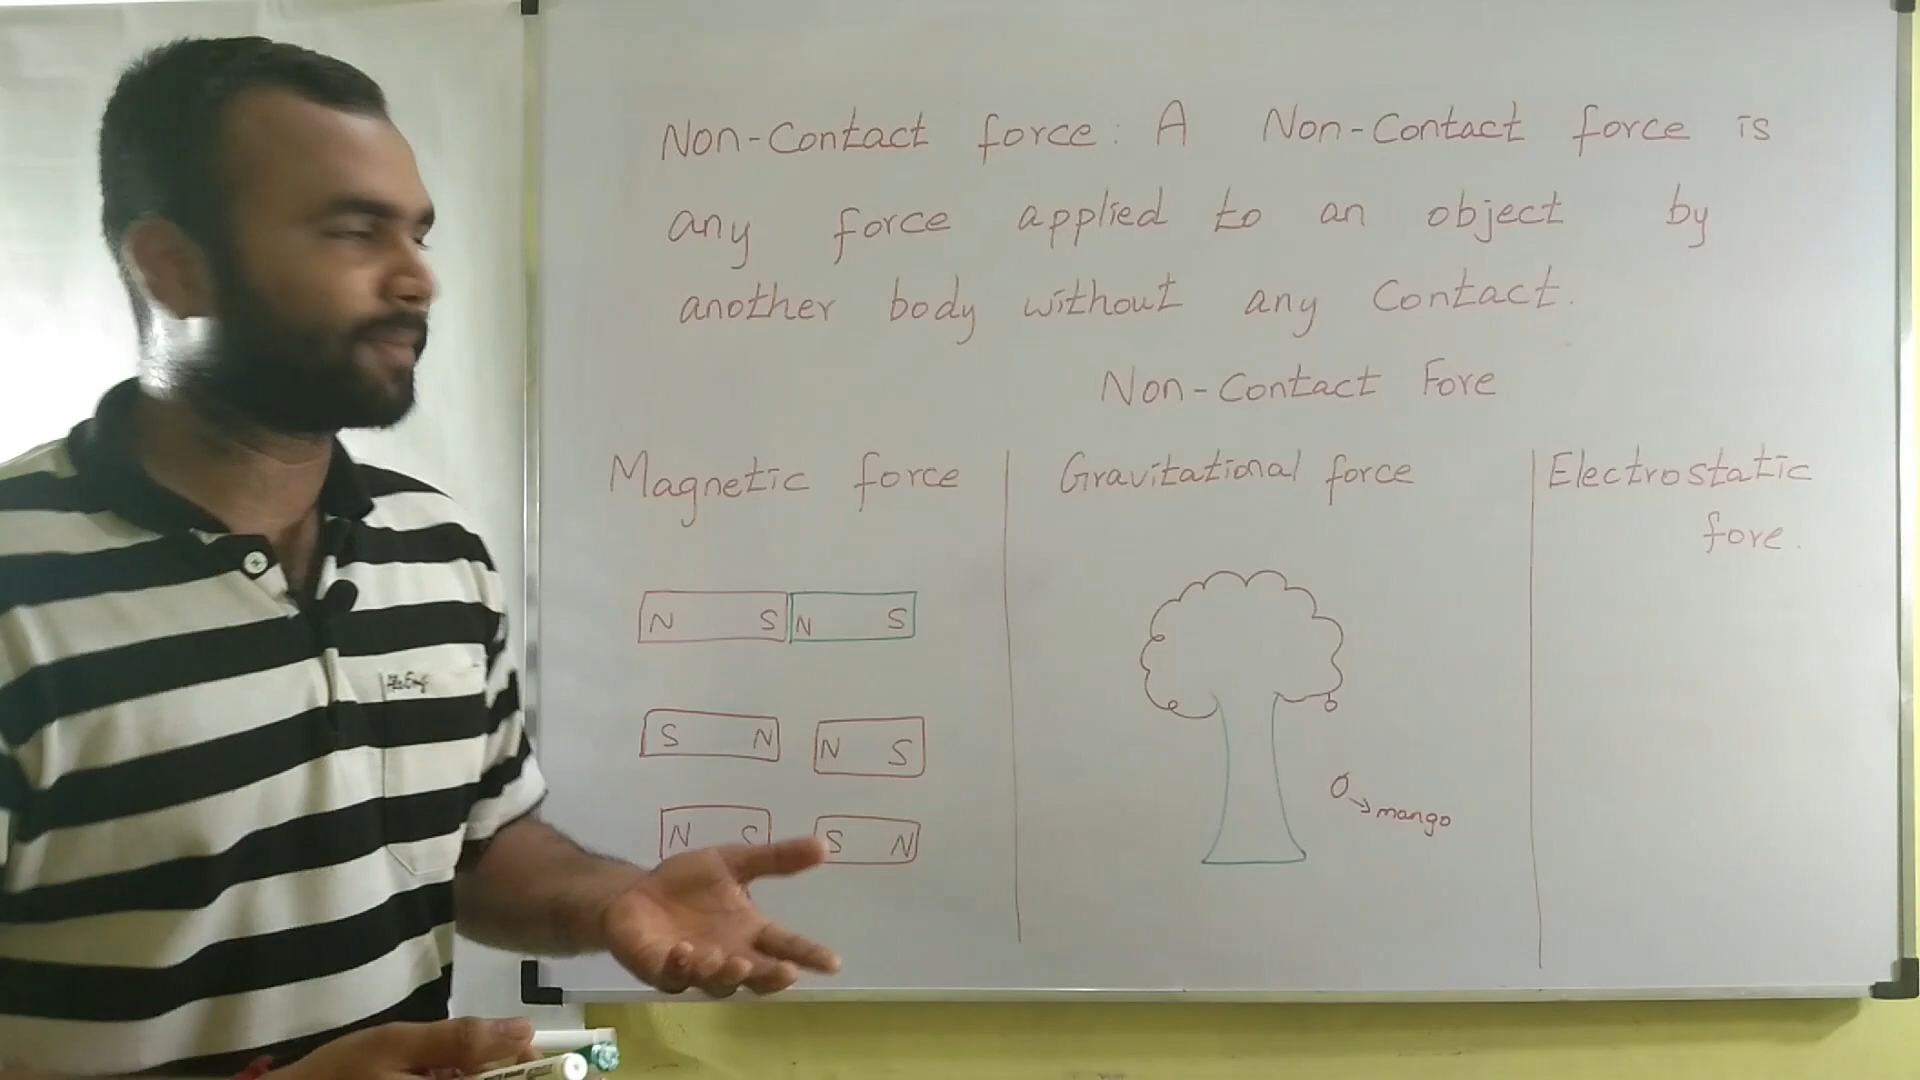 Non-Contact force: A Non-Contact force is
any force applied to an object by
another body without any Contact.
Non-Contact Fore
Magnetic force
Gravitational force
Electrostatic
fore.
N S N S
S N N S
N S S N
mango